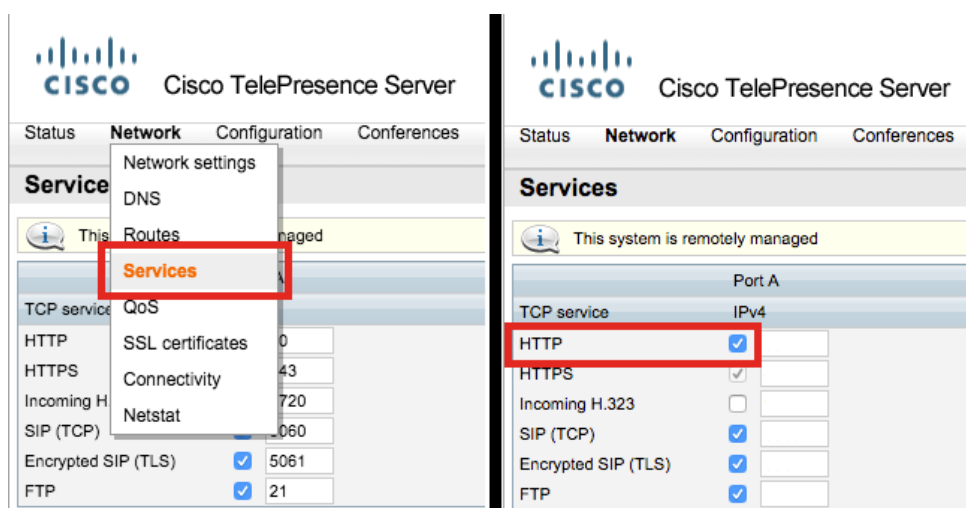 CISCO Cisco TelePresence Server
Status Network Configuration Conferences
Network settings
Service
DNS
This
Routes
naged
Services
TCP service
QoS
HTTP
SSL certificates
0
HTTPS
43
Connectivity
Incoming H
720
Netstat
SIP (TCP)
060
Encrypted SIP (TLS) 5061
FTP 21
CISCO Cisco TelePresence Server
Status Network Configuration Conferences
Services
This system is remotely managed
Port A
TCP service IPv4
HTTP
HTTPS
Incoming H.323
SIP (TCP)
Encrypted SIP (TLS)
FTP